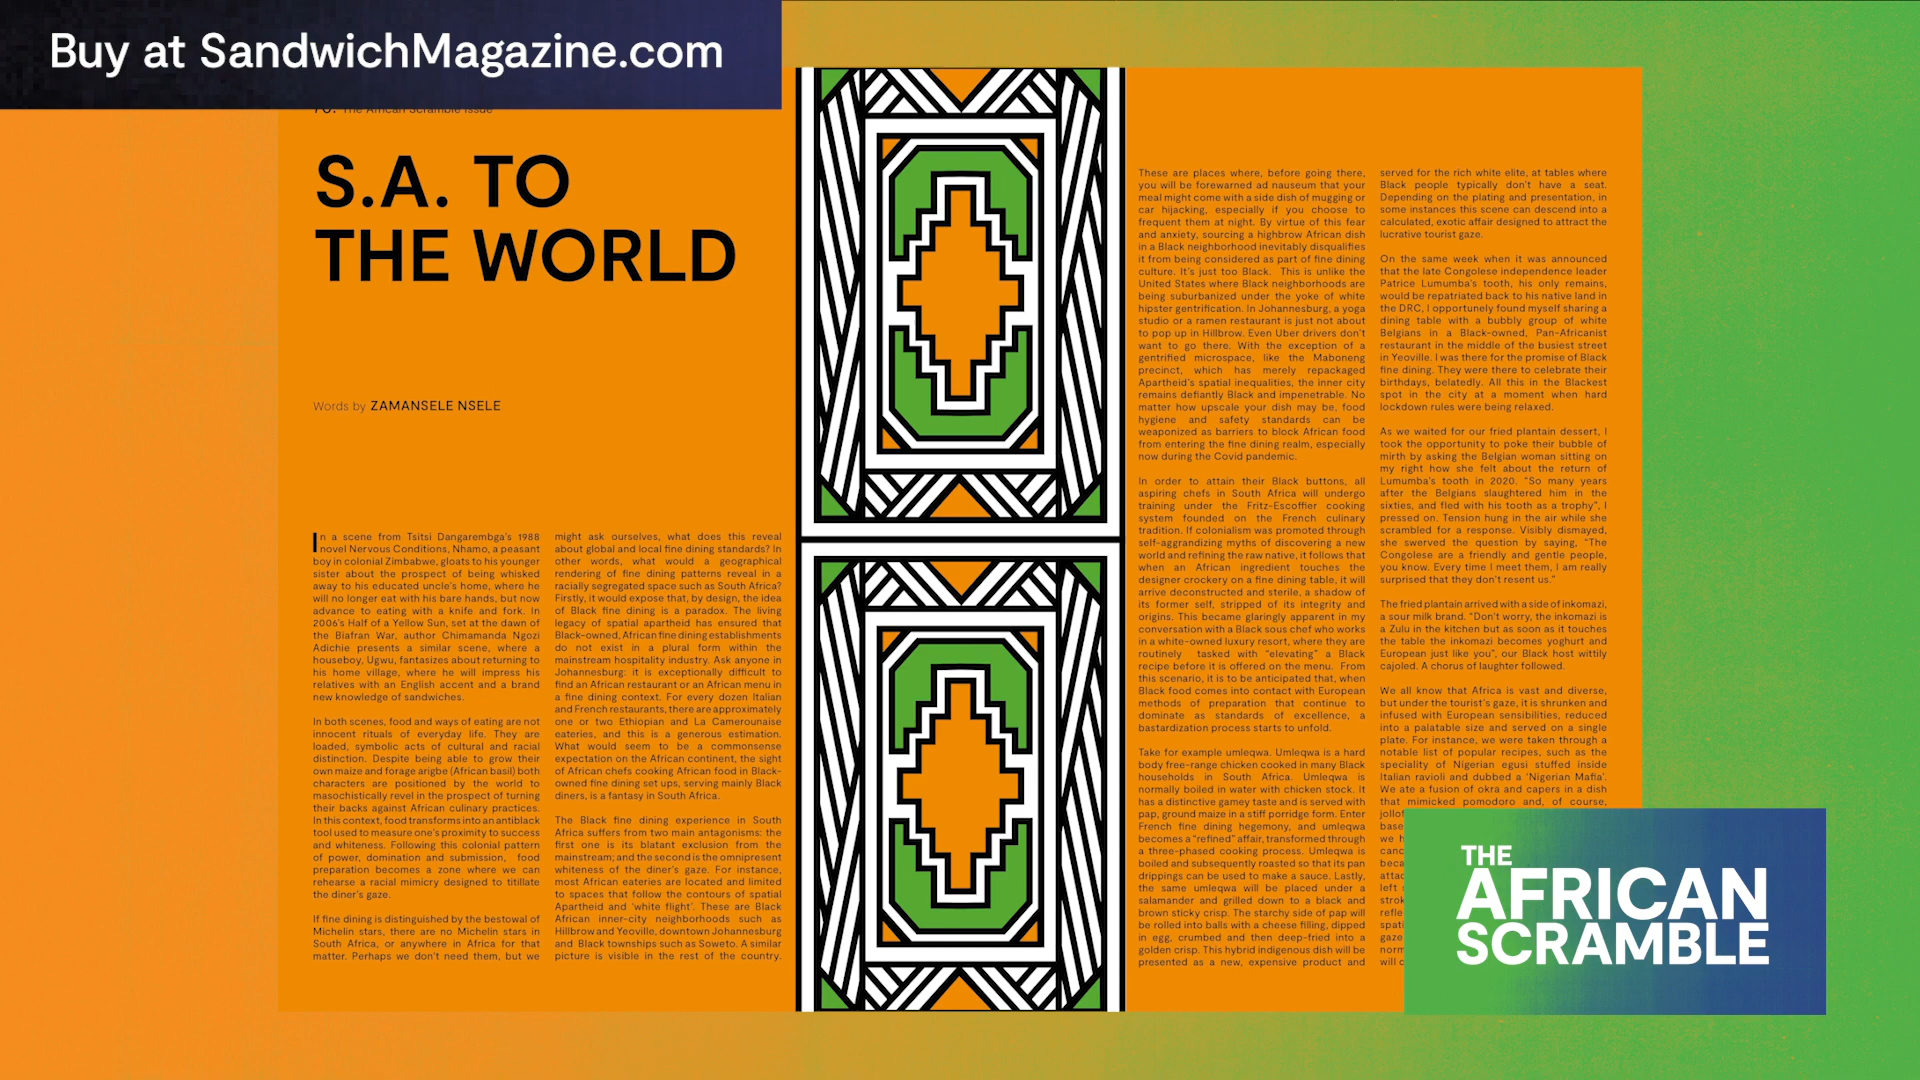 Buy at SandwichMagazine.com
The African Scramble Issue
S.A. TO
THE WORLD
Words by ZAMANSELE NSELE
In a scene from Tsitsi Dangarembga's 1988
novel Nervous Conditions, Nhamo, a peasant
boy in colonial Zimbabwe, gloats to his younger
sister about the prospect of being whisked
away to his educated uncle's home, where he
will no longer eat with his bare hands, but now
advance to eating with a knife and fork. In
2006's Half of a Yellow Sun, set at the dawn of
the Biafran War, author Chimamanda Ngozi
Adichie presents a similar scene, where a
houseboy, Ugwu, fantasizes about returning to
his home village, where he will impress his
relatives with an English accent and a brand
new knowledge of sandwiches.
In both scenes, food and ways of eating are not
innocent rituals of everyday life. They are
loaded, symbolic acts of cultural and racial
distinction. Despite being able to grow their
own maize and forage arigbe (African basil) both
characters are positioned by the world to
masochistically revel in the prospect of turning
their backs against African culinary practices.
In this context, food transforms into an antiblack
tool used to measure one's proximity to success
and whiteness. Following this colonial pattern
of power, domination and submission, food
preparation becomes a zone where we can
rehearse a racial mimicry designed to titillate
the diner's gaze.
If fine dining is distinguished by the bestowal of
Michelin stars, there are no Michelin stars in
South Africa, or anywhere in Africa for that
matter. Perhaps we don't need them, but we
might ask ourselves, what does this reveal
about global and local fine dining standards? In
other words, what would a geographical
rendering of fine dining patterns reveal in a
racially segregated space such as South Africa?
Firstly, it would expose that, by design, the idea
of Black fine dining is a paradox. The living
legacy of spatial apartheid has ensured that
Black-owned, African fine dining establishments
do not exist in a plural form within the
mainstream hospitality industry. Ask anyone in
Johannesburg: it is exceptionally difficult to
find an African restaurant or an African menu in
a fine dining context. For every dozen Italian
and French restaurants, there are approximately
one or two Ethiopian and La Camerounaise
eateries, and this is a generous estimation.
What would seem to be a commonsense
expectation on the African continent, the sight
of African chefs cooking African food in Black-
owned fine dining set ups, serving mainly Black
diners, is a fantasy in South Africa.
The Black fine dining experience in South
Africa suffers from two main antagonisms: the
first one is its blatant exclusion from the
mainstream; and the second is the omnipresent
whiteness of the diner's gaze. For instance,
most African eateries are located and limited
to spaces that follow the contours of spatial
Apartheid and 'white flight'. These are Black
African inner-city neighborhoods such as
Hillbrow and Yeoville, downtown Johannesburg
and Black townships such as Soweto. A similar
picture is visible in the rest of the country.
These are places where, before going there,
you will be forewarned ad nauseum that your
meal might come with a side dish of mugging or
car hijacking, especially if you choose to
frequent them at night. By virtue of this fear
and anxiety, sourcing a highbrow African dish
in a Black neighborhood inevitably disqualifies
it from being considered as part of fine dining
culture. It's just too Black. This is unlike the
United States where Black neighborhoods are
being suburbanized under the yoke of white
hipster gentrification. In Johannesburg, a yoga
studio or a ramen restaurant is just not about
to pop up in Hillbrow. Even Uber drivers don't
want to go there. With the exception of a
gentrified microspace, like the Maboneng
precinct, which has merely repackaged
Apartheid's spatial inequalities, the inner city
remains defiantly Black and impenetrable. No
matter how upscale your dish may be, food
hygiene and safety standards can be
weaponized as barriers to block African food
from entering the fine dining realm, especially
now during the Covid pandemic.
In order to attain their Black buttons, all
aspiring chefs in South Africa will undergo
training under the Fritz-Escoffier cooking
system founded on the French culinary
tradition. If colonialism was promoted through
self-aggrandizing myths of discovering a new
world and refining the raw native, it follows that
when an African ingredient touches the
designer crockery on a fine dining table, it will
arrive deconstructed and sterile, a shadow of
its former self, stripped of its integrity and
origins. This became glaringly apparent in my
conversation with a Black sous chef who works
in a white-owned luxury resort, where they are
routinely tasked with "elevating" a Black
recipe before it is offered on the menu. From
this scenario, it is to be anticipated that, when
Black food comes into contact with European
methods of preparation that continue to
dominate as standards of excellence, a
bastardization process starts to unfold.
Take for example umleqwa. Umleqwa is a hard
body free-range chicken cooked in many Black
households in South Africa. Umleqwa is
normally boiled in water with chicken stock. It
has a distinctive gamey taste and is served with
pap, ground maize in a stiff porridge form. Enter
French fine dining hegemony, and umleqwa
becomes a "refined" affair, transformed through
a three-phased cooking process. Umleqwa is
boiled and subsequently roasted so that its pan
drippings can be used to make a sauce. Lastly,
the same umleqwa will be placed under a
salamander and grilled down to a black and
brown sticky crisp. The starchy side of pap will
be rolled into balls with a cheese filling, dipped
in egg, crumbed and then deep-fried into a
golden crisp. This hybrid indigenous dish will be
presented as a new, expensive product and
served for the rich white elite, at tables where
Black people typically don't have a seat.
Depending on the plating and presentation, in
some instances this scene can descend into a
calculated, exotic affair designed to attract the
lucrative tourist gaze.
On the same week when it was announced
that the late Congolese independence leader
Patrice Lumumba's tooth, his only remains,
would be repatriated back to his native land in
the DRC, I opportunely found myself sharing a
dining table with a bubbly group of white
Belgians in a Black-owned, Pan-Africanist
restaurant in the middle of the busiest street
in Yeoville. I was there for the promise of Black
fine dining. They were there to celebrate their
birthdays, belatedly. All this in the Blackest
spot in the city at a moment when hard
lockdown rules were being relaxed.
As we waited for our fried plantain dessert, I
took the opportunity to poke their bubble of
mirth by asking the Belgian woman sitting on
my right how she felt about the return of
Lumumba's tooth in 2020. "So many years
after the Belgians slaughtered him in the
sixties, and fled with his tooth as a trophy", I
pressed on. Tension hung in the air while she
scrambled for a response. Visibly dismayed,
she swerved the question by saying, "The
Congolese are a friendly and gentle people,
you know. Every time I meet them, I am really
surprised that they don't resent us."
The fried plantain arrived with a side of inkomazi,
a sour milk brand. "Don't worry, the inkomazi is
a Zulu in the kitchen but as soon as it touches
the table the inkomazi becomes yoghurt and
European just like you", our Black host wittily
cajoled. A chorus of laughter followed.
We all know that Africa is vast and diverse,
but under the tourist's gaze, it is shrunken and
infused with European sensibilities, reduced
into a palatable size and served on a single
plate. For instance, we were taken through a
notable list of popular recipes, such as the
speciality of Nigerian egusi stuffed inside
Italian ravioli and dubbed a 'Nigerian Mafia'.
We ate a fusion of okra and capers in a dish
that mimicked pomodoro and, of course,
THE
AFRICAN
SCRAMBLE